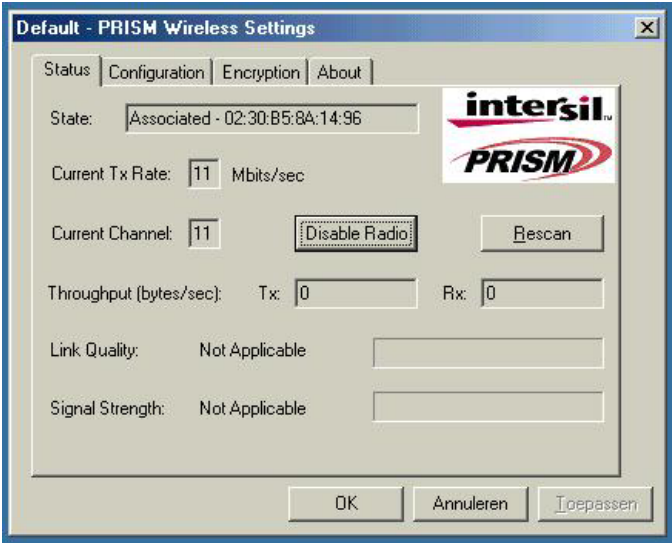 Default - PRISM Wireless Settings
Status Configuration Encryption About
State: Associated - 02:30:B5:8A:14:96
intersil
PRISM
Current Tx Rate: 11 Mbits/sec
Current Channel: 11 Disable Radio Rescan
Throughput (bytes/sec): Tx: 0 Rx: 0
Link Quality: Not Applicable
Signal Strength: Not Applicable
OK Annuleren Toepassen